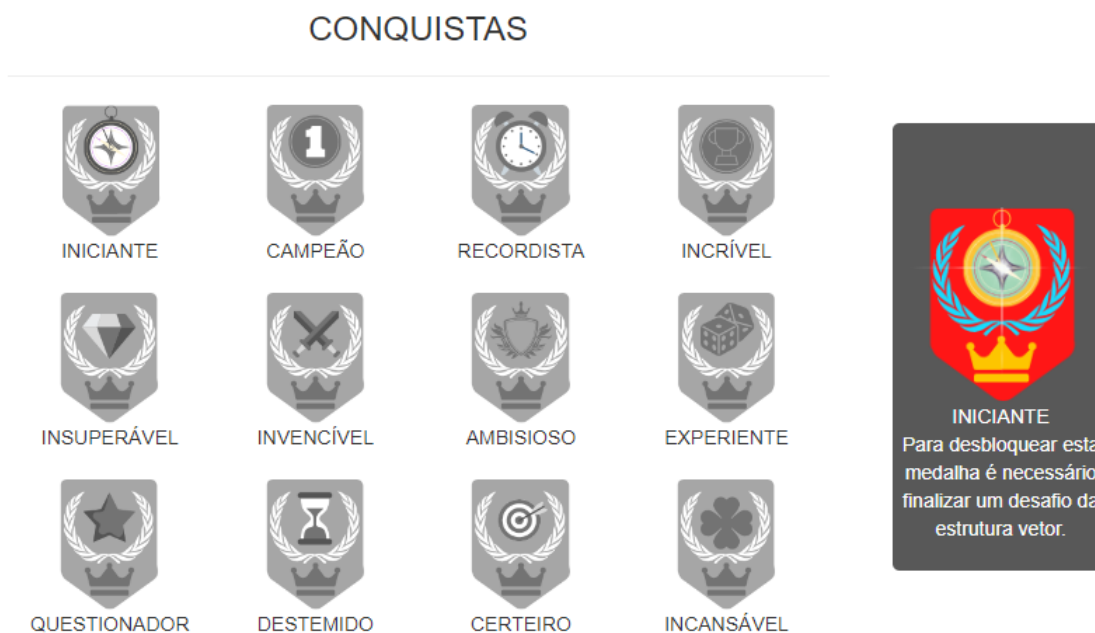 CONQUISTAS
1
INICIANTE CAMPEÃO RECORDISTA INCRÍVEL
INSUPERÁVEL INVENCÍVEL AMBISIOSO EXPERIENTE
QUESTIONADOR DESTEMIDO CERTEIRO INCANSÁVEL
INICIANTE
Para desbloquear esta
medalha é necessário
finalizar um desafio da
estrutura vetor.